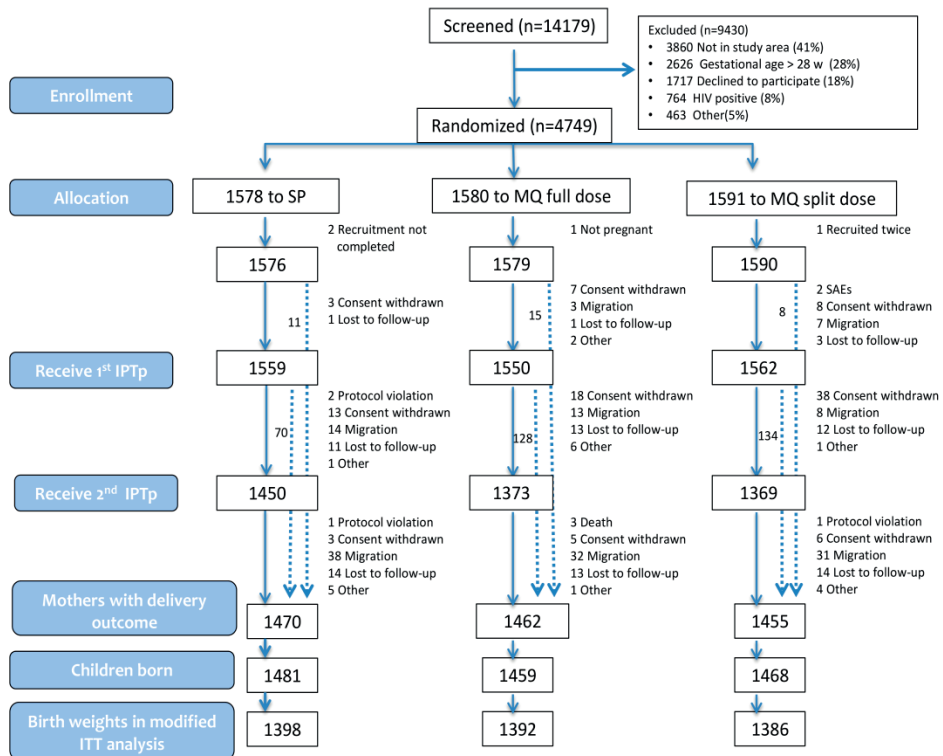 Screened (n=14179)
Excluded (n=9430)
• 3860 Not in study area (41%)
• 2626 Gestational age > 28 w (28%)
• 1717 Declined to participate (18%)
• 764 HIV positive (8%)
• 463 Other(5%)
Enrollment
Randomized (n=4749)
Allocation
1578 to SP
1580 to MQ full dose
1591 to MQ split dose
2 Recruitment not
completed
1 Not pregnant
1 Recruited twice
1576
1579
1590
3 Consent withdrawn
1 Lost to follow-up
11
7 Consent withdrawn
3 Migration
1 Lost to follow-up
2 Other
15
2 SAEs
8 Consent withdrawn
7 Migration
3 Lost to follow-up
8
Receive 1st IPTp
1559
1550
1562
2 Protocol violation
13 Consent withdrawn
14 Migration
11 Lost to follow-up
1 Other
70
18 Consent withdrawn
13 Migration
13 Lost to follow-up
6 Other
128
38 Consent withdrawn
8 Migration
12 Lost to follow-up
1 Other
134
Receive 2nd IPTp
1450
1373
1369
1 Protocol violation
3 Consent withdrawn
38 Migration
14 Lost to follow-up
5 Other
3 Death
5 Consent withdrawn
32 Migration
13 Lost to follow-up
1 Other
1 Protocol violation
6 Consent withdrawn
31 Migration
14 Lost to follow-up
4 Other
Mothers with delivery
outcome
1470
1462
1455
Children born
1481
1459
1468
Birth weights in modified
ITT analysis
1398
1392
1386